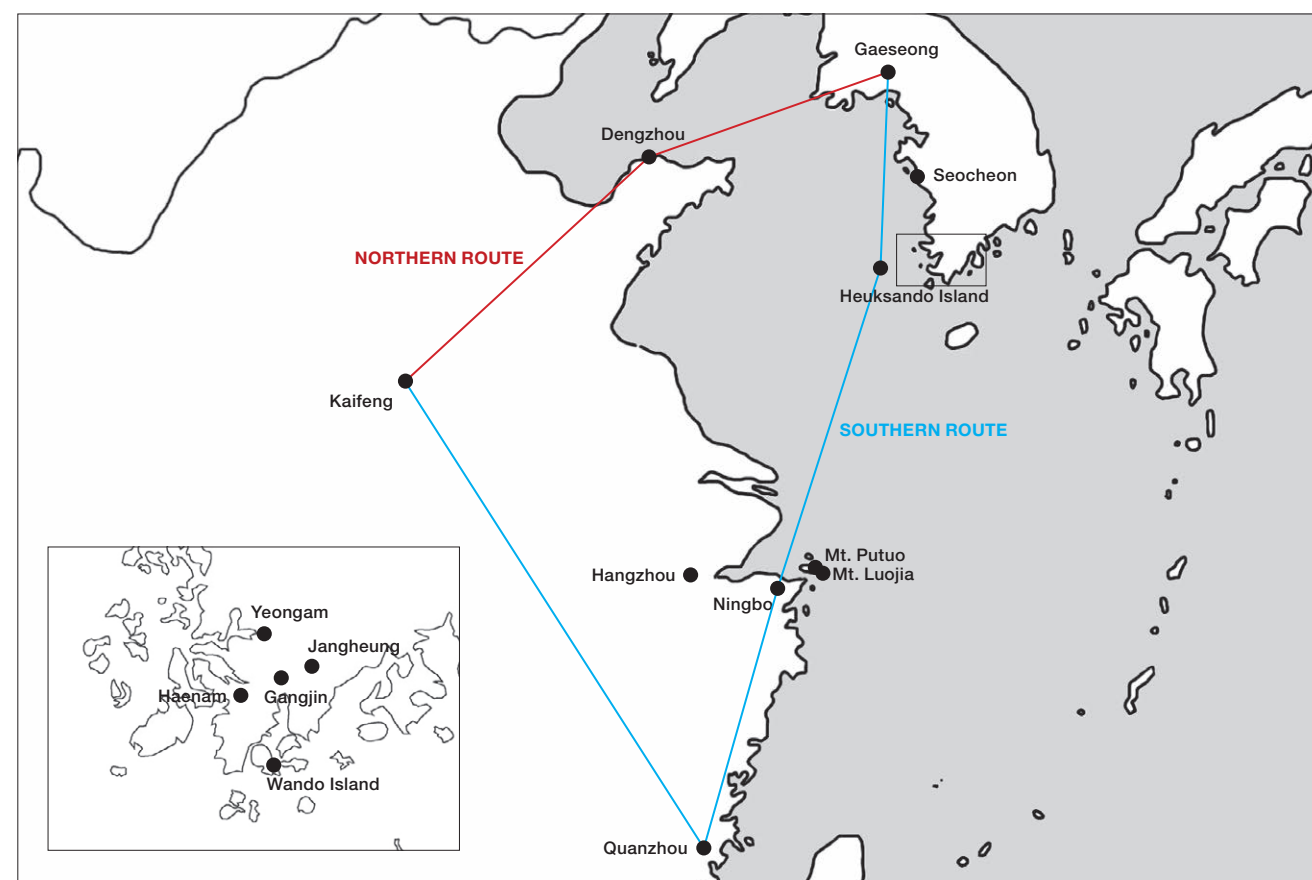 Gaeseong
Dengzhou
Seocheon
NORTHERN ROUTE
Heuksando Island
Kaifeng
SOUTHERN ROUTE
Mt. Putuo
Hangzhou
Mt. Luojia
Ningbo
Yeongam
Jangheung
Haenam
Gangjin
Wando Island
Quanzhou